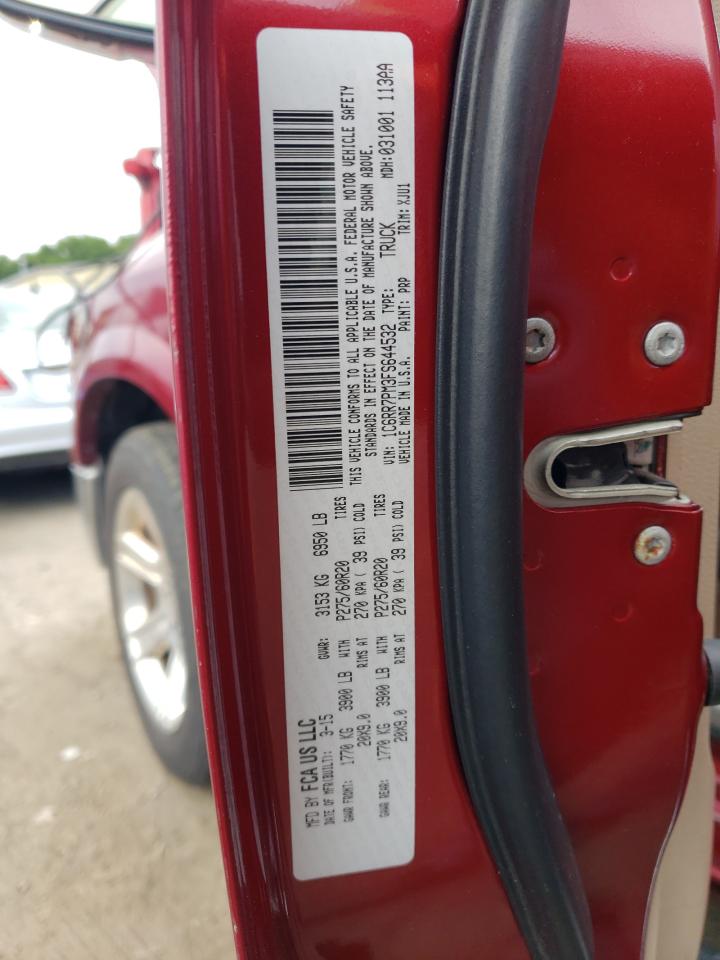 MFD BY FCA US LLC
DATE OF MFR(BUILT): 3-15 GVWR: 3153 KG 6950 LB
GAWR FRONT: 1770 KG 3900 LB WITH P275/60R20 TIRES
20X9.0 RIMS AT 270 KPA ( 39 PSI) COLD
GAWR REAR: 1770 KG 3900 LB WITH P275/60R20 TIRES
20X9.0 RIMS AT 270 KPA ( 39 PSI) COLD
THIS VEHICLE CONFORMS TO ALL APPLICABLE U.S.A. FEDERAL MOTOR VEHICLE SAFETY
STANDARDS IN EFFECT ON THE DATE OF MANUFACTURE SHOWN ABOVE.
VIN: 1C6RR7PM3FS644532 TYPE: TRUCK MDH:031001 113AA
VEHICLE MADE IN U.S.A. PAINT: PRP TRIM: XJU1